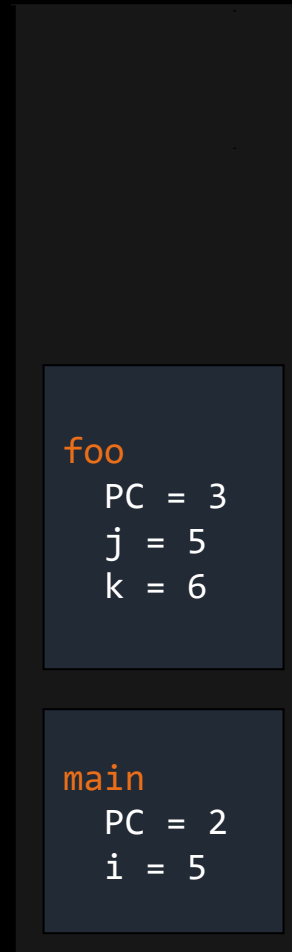 foo
PC = 3
j = 5
k = 6
main
PC = 2
i = 5